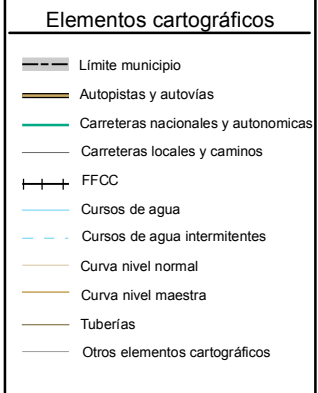 Elementos cartográficos
Límite municipio
Autopistas y autovías
Carreteras nacionales y autonomicas
Carreteras locales y caminos
FFCC
Cursos de agua
Cursos de agua intermitentes
Curva nivel normal
Curva nivel maestra
Tuberías
Otros elementos cartográficos